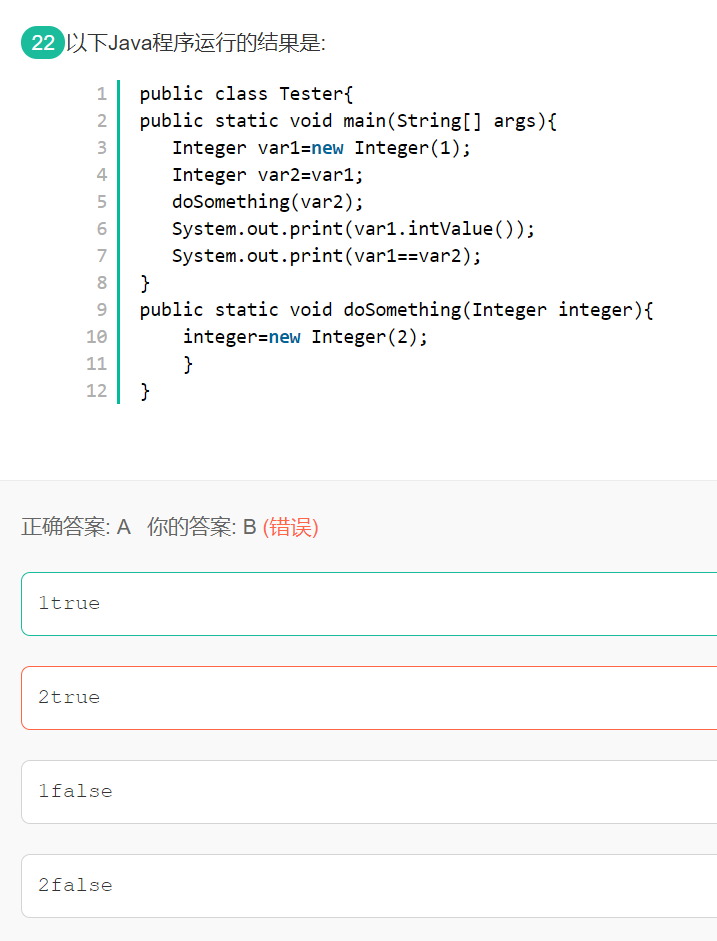 22 以下Java程序运行的结果是:
1 public class Tester{
2 public static void main(String[] args){
3    Integer var1=new Integer(1);
4    Integer var2=var1;
5    doSomething(var2);
6    System.out.print(var1.intValue());
7    System.out.print(var1==var2);
8 }
9 public static void doSomething(Integer integer){
10     integer=new Integer(2);
11     }
12 }
正确答案: A 你的答案: B (错误)
1true
2true
1false
2false